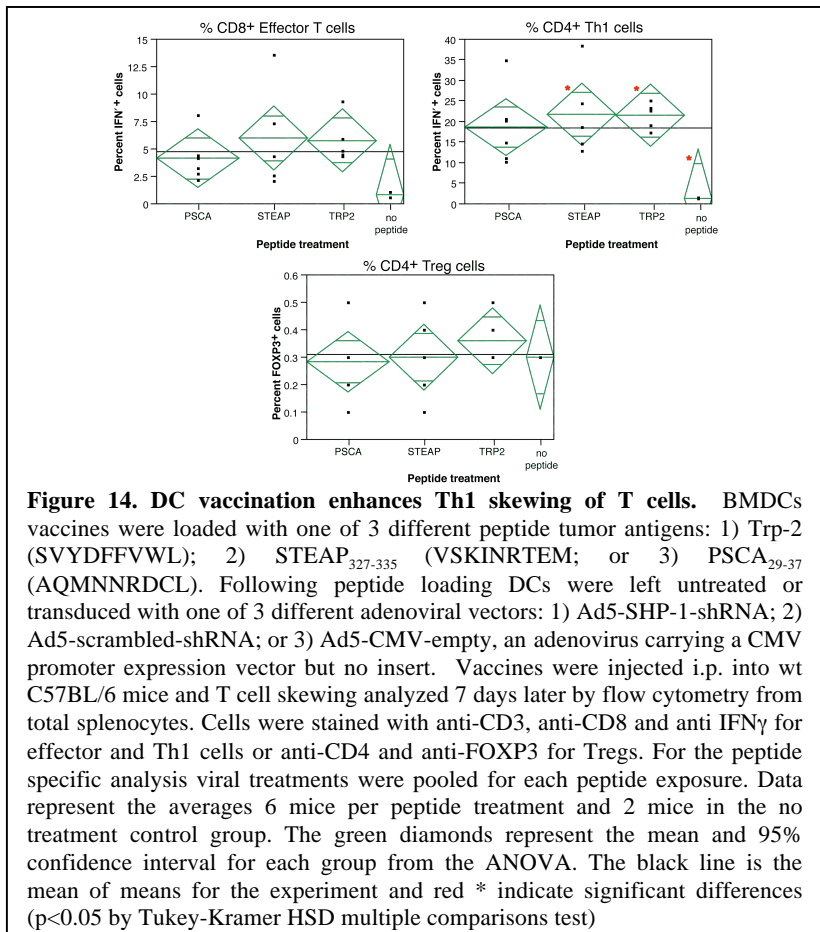 % CD8+ Effector T cells
Percent IFNʳ+ cells
15
12.5
10
7.5
5
2.5
0
PSCA STEAP TRP2 no peptide
Peptide treatment
% CD4+ Th1 cells
Percent IFNʳ+ cells
40
35
30
25
20
15
10
5
0
* * *
PSCA STEAP TRP2 no peptide
Peptide treatment
% CD4+ Treg cells
Percent FOXP3+ cells
0.6
0.5
0.4
0.3
0.2
0.1
0
PSCA STEAP TRP2 no peptide
Peptide treatment
Figure 14. DC vaccination enhances Th1 skewing of T cells. BMDCs
vaccines were loaded with one of 3 different peptide tumor antigens: 1) Trp-2
(SVYDFFVWL); 2) STEAP327-335 (VSKINRTEM; or 3) PSCA29-37
(AQMNNRDCL). Following peptide loading DCs were left untreated or
transduced with one of 3 different adenoviral vectors: 1) Ad5-SHP-1-shRNA; 2)
Ad5-scrambled-shRNA; or 3) Ad5-CMV-empty, an adenovirus carrying a CMV
promoter expression vector but no insert. Vaccines were injected i.p. into wt
C57BL/6 mice and T cell skewing analyzed 7 days later by flow cytometry from
total splenocytes. Cells were stained with anti-CD3, anti-CD8 and anti IFNγ for
effector and Th1 cells or anti-CD4 and anti-FOXP3 for Tregs. For the peptide
specific analysis viral treatments were pooled for each peptide exposure. Data
represent the averages 6 mice per peptide treatment and 2 mice in the no
treatment control group. The green diamonds represent the mean and 95%
confidence interval for each group from the ANOVA. The black line is the
mean of means for the experiment and red * indicate significant differences
(p<0.05 by Tukey-Kramer HSD multiple comparisons test)